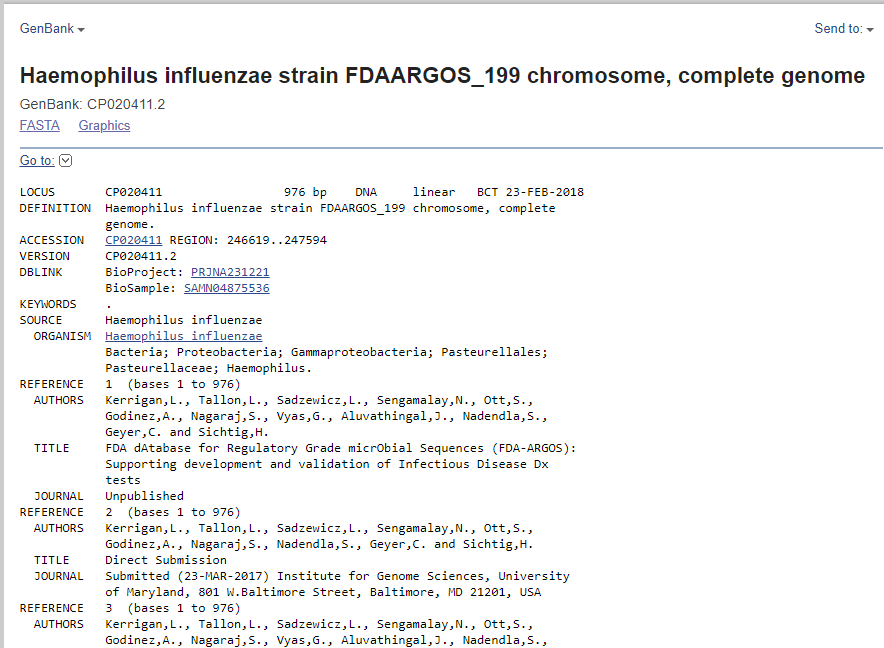 GenBank
Send to:
Haemophilus influenzae strain FDAARGOS_199 chromosome, complete genome
GenBank: CP020411.2
FASTA Graphics
Go to:
LOCUS CP020411 976 bp DNA linear BCT 23-FEB-2018
DEFINITION Haemophilus influenzae strain FDAARGOS_199 chromosome, complete
genome.
ACCESSION CP020411 REGION: 246619..247594
VERSION CP020411.2
DBLINK BioProject: PRJNA231221
BioSample: SAMN04875536
KEYWORDS .
SOURCE Haemophilus influenzae
ORGANISM Haemophilus influenzae
Bacteria; Proteobacteria; Gammaproteobacteria; Pasteurellales;
Pasteurellaceae; Haemophilus.
REFERENCE 1 (bases 1 to 976)
AUTHORS Kerrigan,L., Tallon,L., Sadzewicz,L., Sengamalay,N., Ott,S.,
Godinez,A., Nagaraj,S., Vyas,G., Aluvathingal,J., Nadendla,S.,
Geyer,C. and Sichtig,H.
TITLE FDA dAtabase for Regulatory Grade micrObial Sequences (FDA-ARGOS):
Supporting development and validation of Infectious Disease Dx
tests
JOURNAL Unpublished
REFERENCE 2 (bases 1 to 976)
AUTHORS Kerrigan,L., Tallon,L., Sadzewicz,L., Sengamalay,N., Ott,S.,
Godinez,A., Nagaraj,S., Nadendla,S., Geyer,C. and Sichtig,H.
TITLE Direct Submission
JOURNAL Submitted (23-MAR-2017) Institute for Genome Sciences, University
of Maryland, 801 W.Baltimore Street, Baltimore, MD 21201, USA
REFERENCE 3 (bases 1 to 976)
AUTHORS Kerrigan,L., Tallon,L., Sadzewicz,L., Sengamalay,N., Ott,S.,
Godinez,A., Nagaraj,S., Vyas,G., Aluvathingal,J., Nadendla,S.,